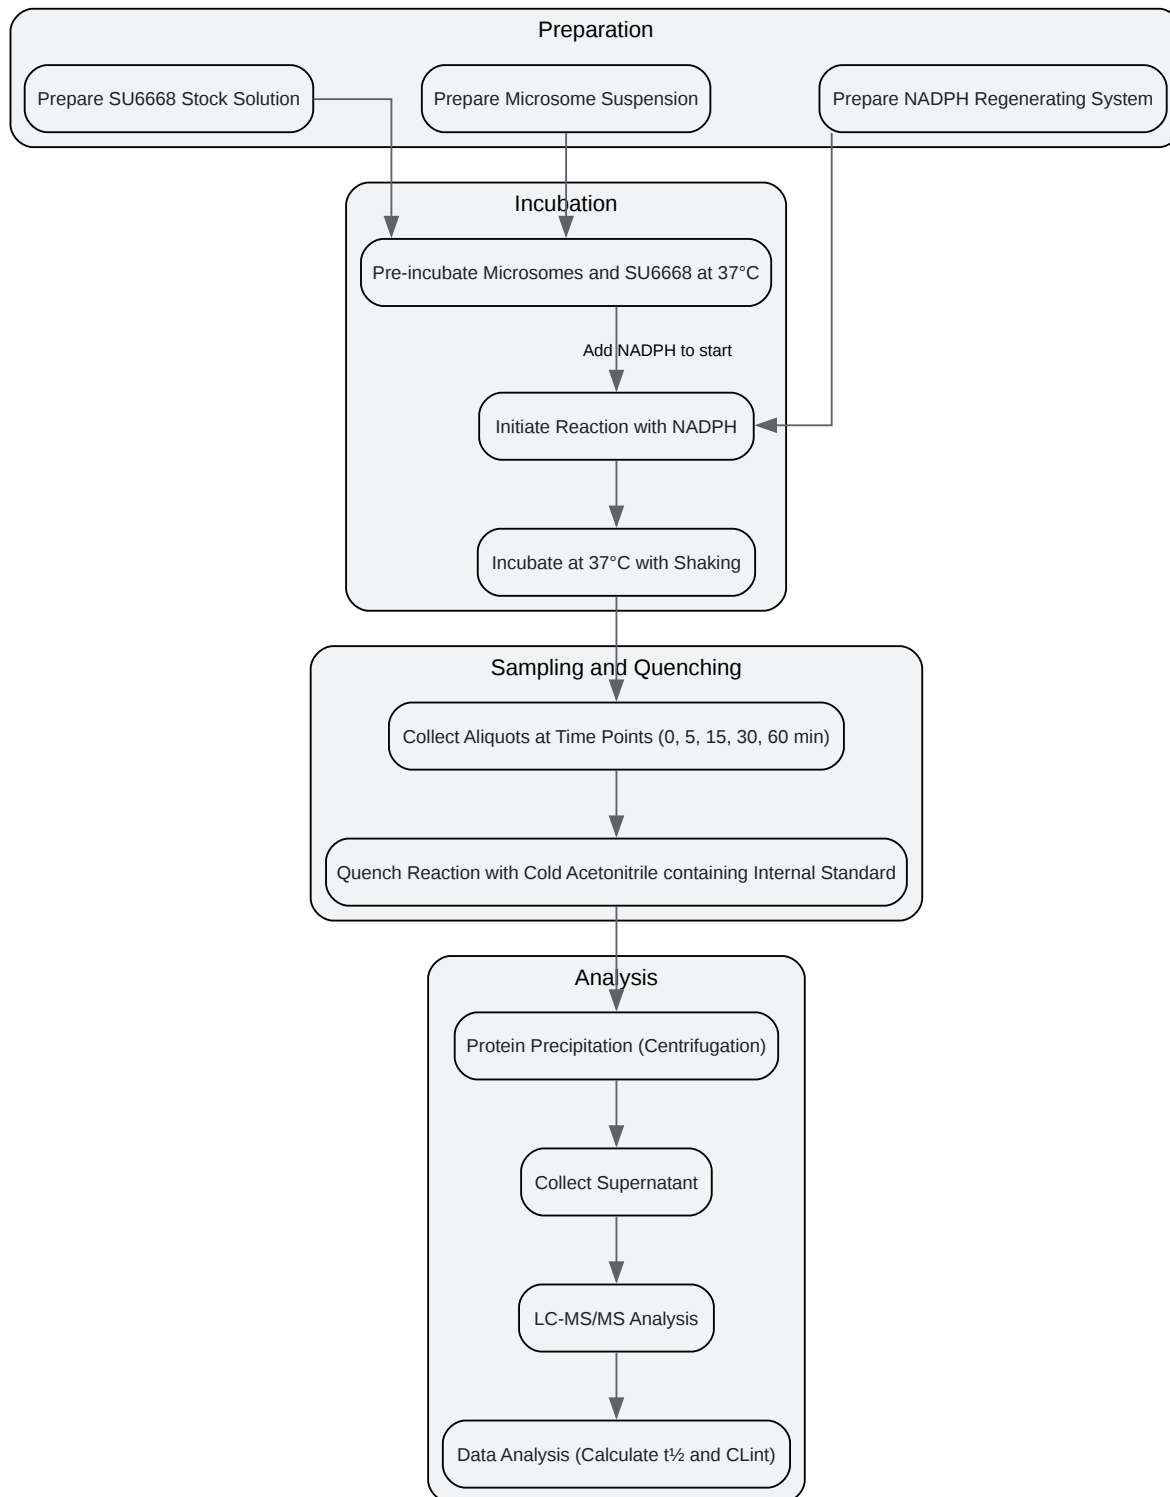 Preparation
Prepare SU6668 Stock Solution
Prepare Microsome Suspension
Prepare NADPH Regenerating System
Incubation
Pre-incubate Microsomes and SU6668 at 37°C
Add NADPH to start
Initiate Reaction with NADPH
Incubate at 37°C with Shaking
Sampling and Quenching
Collect Aliquots at Time Points (0, 5, 15, 30, 60 min)
Quench Reaction with Cold Acetonitrile containing Internal Standard
Analysis
Protein Precipitation (Centrifugation)
Collect Supernatant
LC-MS/MS Analysis
Data Analysis (Calculate t½ and CLint)